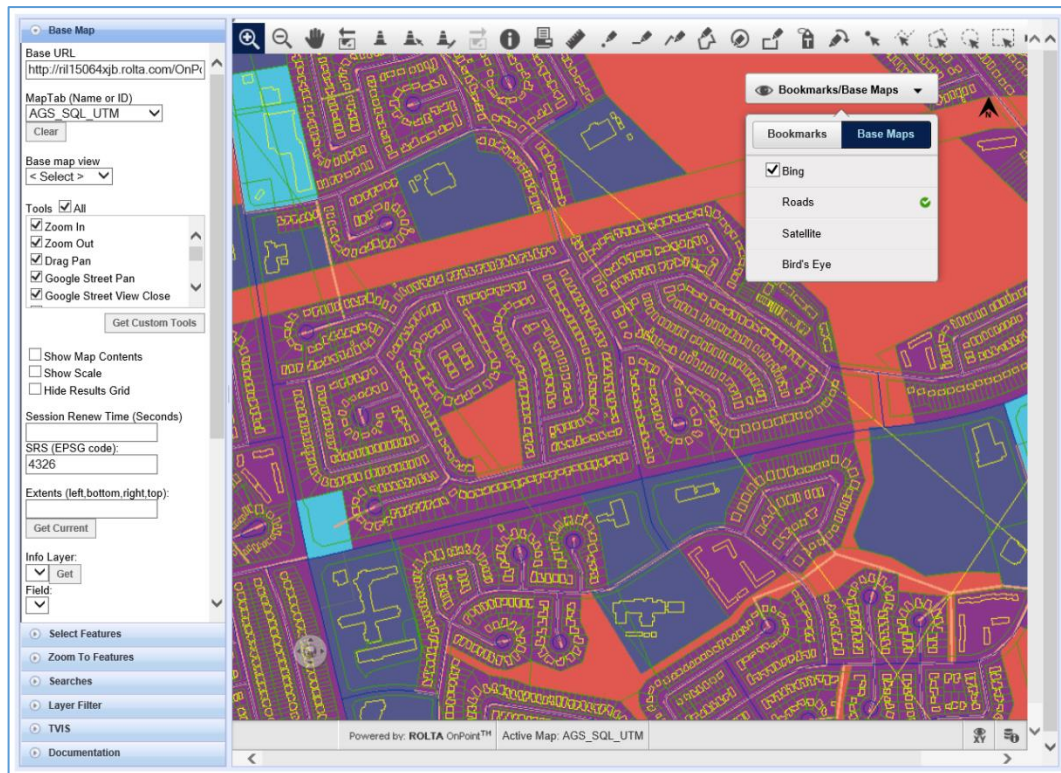 Base Map
Base URL
http://ril15064xjb.rolta.com/OnP
MapTab (Name or ID)
AGS_SQL_UTM
Clear
Base map view
< Select >
Tools All
Zoom In
Zoom Out
Drag Pan
Google Street Pan
Google Street View Close
Get Custom Tools
Show Map Contents
Show Scale
Hide Results Grid
Session Renew Time (Seconds)
SRS (EPSG code):
4326
Extents (left,bottom,right,top):
Get Current
Info Layer:
Get
Field:
Select Features
Zoom To Features
Searches
Layer Filter
TVIS
Documentation
Bookmarks/Base Maps
N
Bookmarks Base Maps
Bing
Roads
Satellite
Bird's Eye
Powered by: ROLTA OnPoint™ Active Map: AGS_SQL_UTM
XY